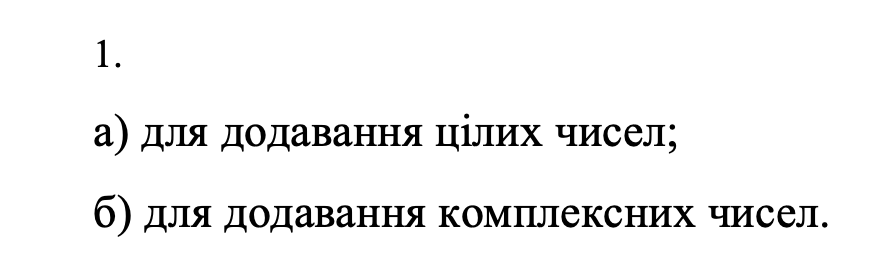 1.
а) для додавання цілих чисел;
б) для додавання комплексних чисел.